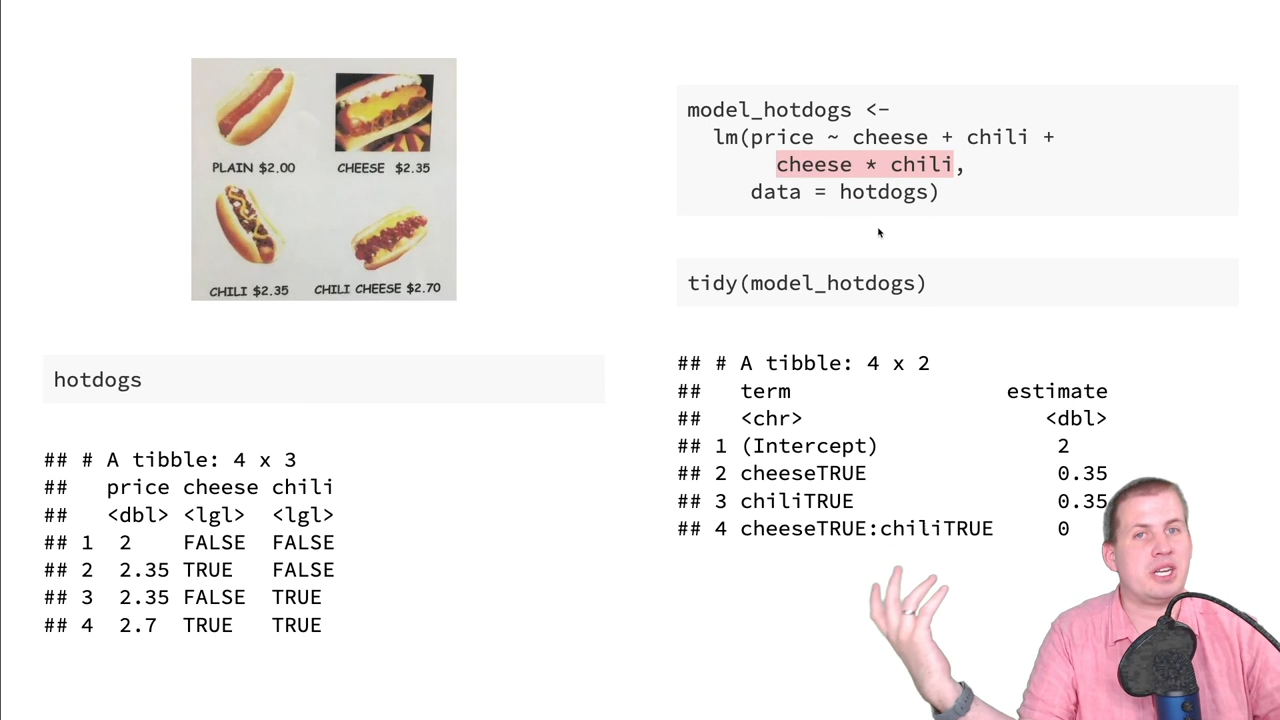 PLAIN $2.00
CHEESE $2.35
CHILI $2.35
CHILI CHEESE $2.70
hotdogs
## # A tibble: 4 x 3
##   price cheese chili
##   <dbl> <lgl>  <lgl>
## 1  2    FALSE  FALSE
## 2  2.35 TRUE   FALSE
## 3  2.35 FALSE  TRUE
## 4  2.7  TRUE   TRUE
model_hotdogs <-
  lm(price ~ cheese + chili +
       cheese * chili,
     data = hotdogs)
tidy(model_hotdogs)
## # A tibble: 4 x 2
##   term                 estimate
##   <chr>                   <dbl>
## 1 (Intercept)              2
## 2 cheeseTRUE               0.35
## 3 chiliTRUE                0.35
## 4 cheeseTRUE:chiliTRUE     0